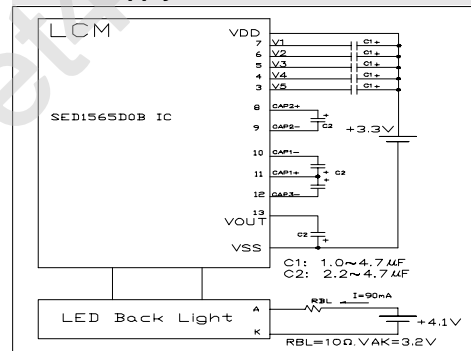 LCM
VDD
7 V1 C1+
6 V2 C1+
5 V3 C1+
4 V4 C1+
3 V5 C1+
8 CAP2+
SED1565D0B IC
C2 +
9 CAP2-
+3.3V
10 CAP1-
+
11 CAP1+ C2
+
12 CAP3-
13
VOUT
C2 +
VSS
C1: 1.0~4.7uF
C2: 2.2~4.7uF
LED Back Light
A RBL I=90mA
+4.1V
K
RBL=10Ω.VAK=3.2V